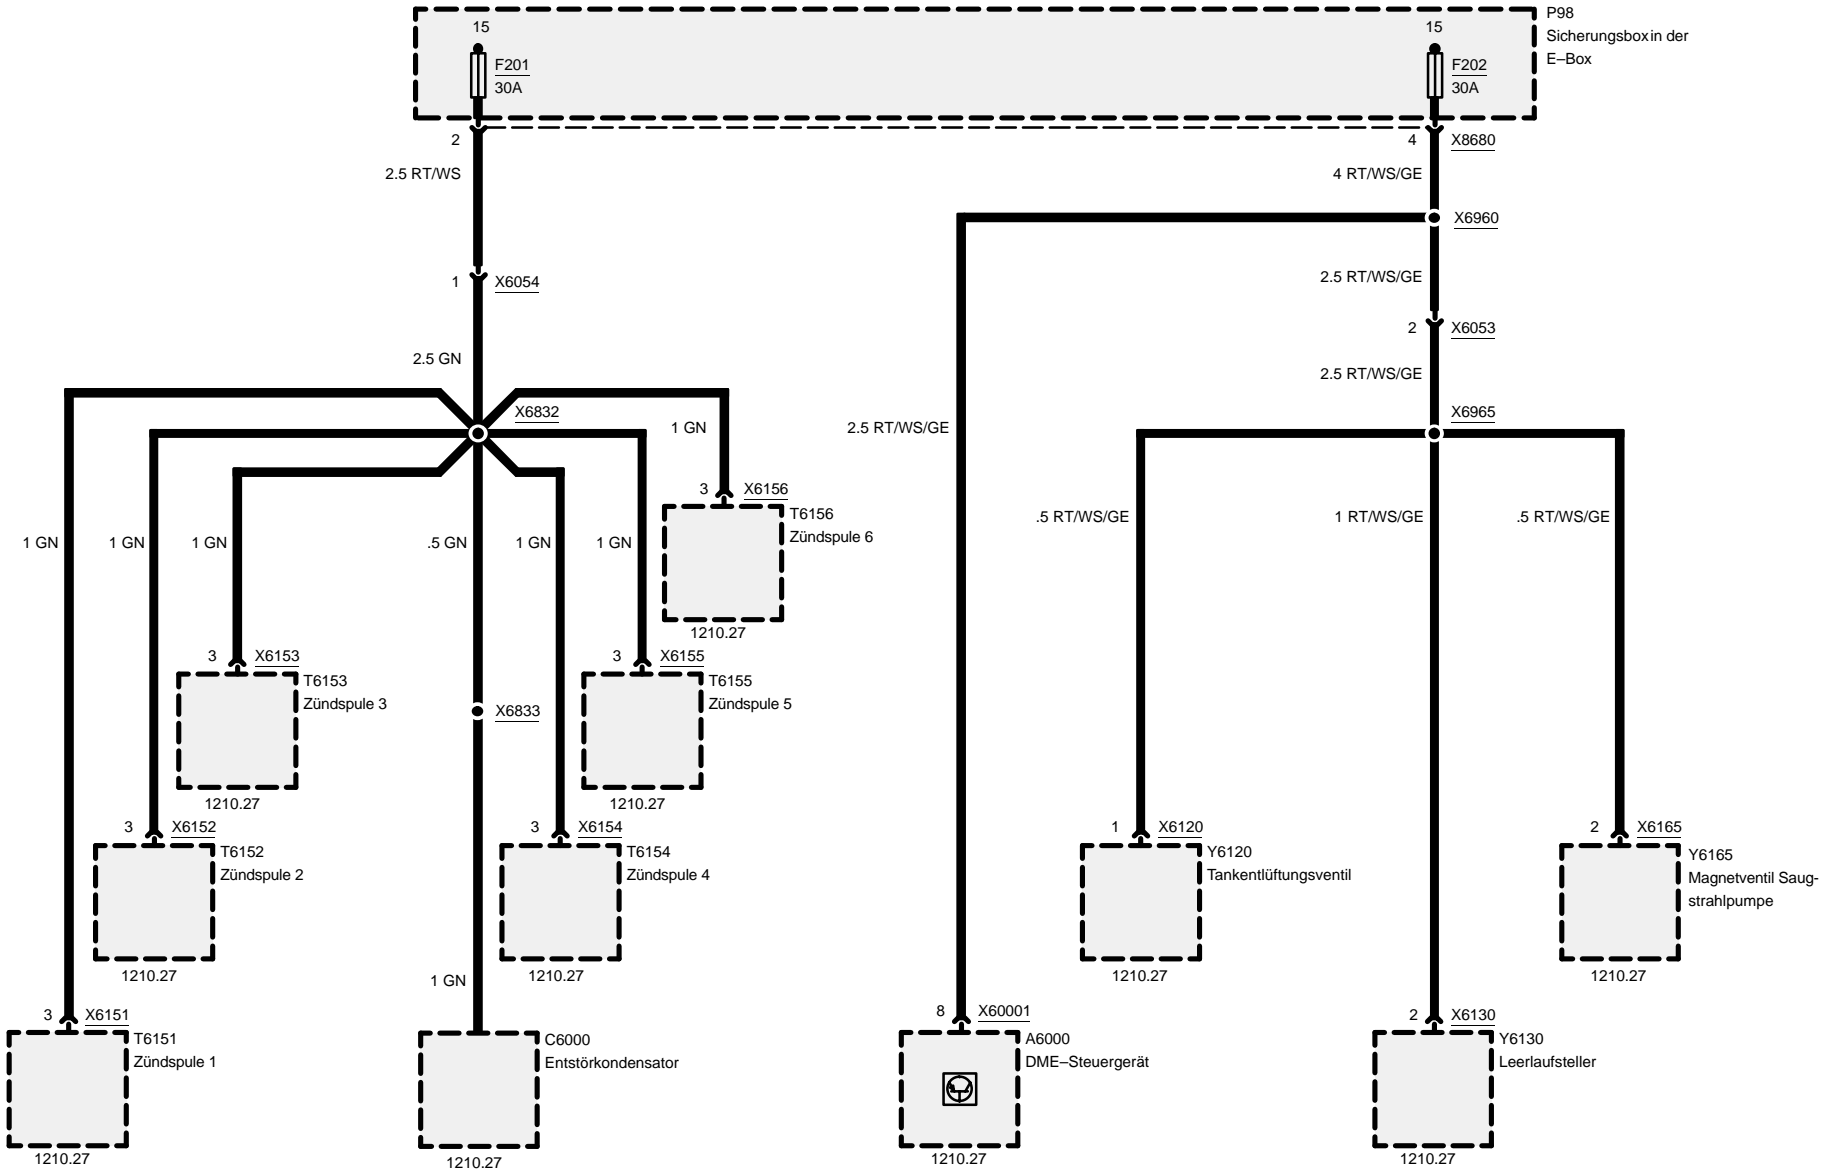 P98
15
15
Sicherungsbox in der
E–Box
F201
F202
30A
30A
2
4
X8680
2.5 RT/WS
4 RT/WS/GE
X6960
2.5 RT/WS/GE
1
X6054
2
X6053
2.5 GN
2.5 RT/WS/GE
X6832
X6965
1 GN
2.5 RT/WS/GE
3
X6156
T6156
Zündspule 6
.5 RT/WS/GE
1 RT/WS/GE
.5 RT/WS/GE
1 GN
1 GN
1 GN
.5 GN
1 GN
1 GN
1210.27
3
X6153
3
X6155
T6153
Zündspule 3
T6155
Zündspule 5
X6833
1210.27
1210.27
3
X6152
3
X6154
1
X6120
2
X6165
T6152
Zündspule 2
T6154
Zündspule 4
Y6120
Tankentlüftungsventil
Y6165
Magnetventil Saug-
strahlpumpe
1210.27
1210.27
1210.27
1210.27
1 GN
3
X6151
8
X60001
2
X6130
T6151
Zündspule 1
C6000
Entstörkondensator
A6000
DME–Steuergerät
Y6130
Leerlaufsteller
1210.27
1210.27
1210.27
1210.27